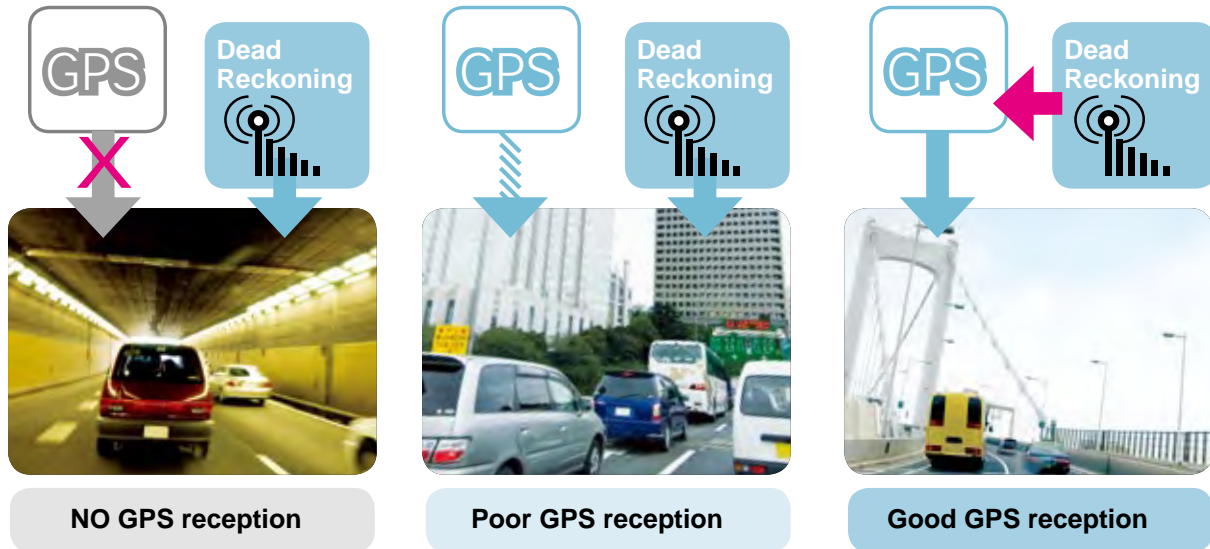 GPS
Dead
Reckoning
X
GPS
Dead
Reckoning
GPS
Dead
Reckoning
NO GPS reception
Poor GPS reception
Good GPS reception